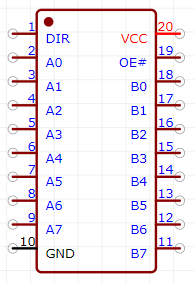 1 DIR VCC 20
2 A0 OE# 19
3 A1 B0 18
4 A2 B1 17
5 A3 B2 16
6 A4 B3 15
7 A5 B4 14
8 A6 B5 13
9 A7 B6 12
10 GND B7 11